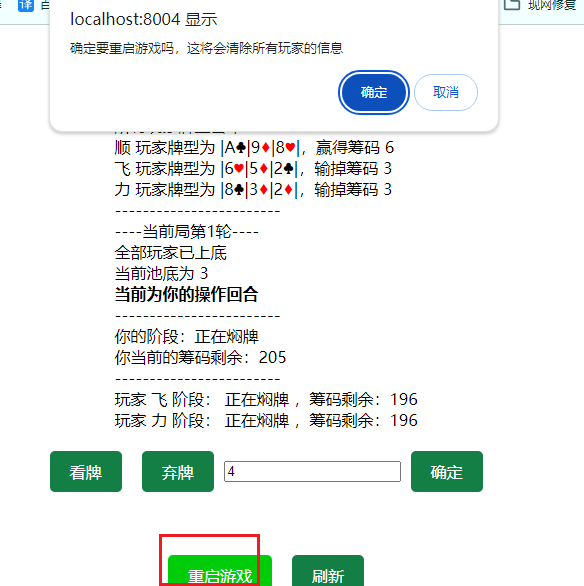 译 百
现网修复
localhost:8004 显示
确定要重启游戏吗，这将会清除所有玩家的信息
确定 取消
顺 玩家牌型为 |A♣|9♦|8♥|，赢得筹码 6
飞 玩家牌型为 |6♥|5♦|2♣|，输掉筹码 3
力 玩家牌型为 |8♣|3♦|2♦|，输掉筹码 3
------------------------
----当前局第1轮----
全部玩家已上底
当前池底为 3
当前为你的操作回合
------------------------
你的阶段：正在焖牌
你当前的筹码剩余：205
------------------------
玩家 飞 阶段： 正在焖牌 ，筹码剩余：196
玩家 力 阶段： 正在焖牌 ，筹码剩余：196
看牌 弃牌 4 确定
重启游戏 刷新